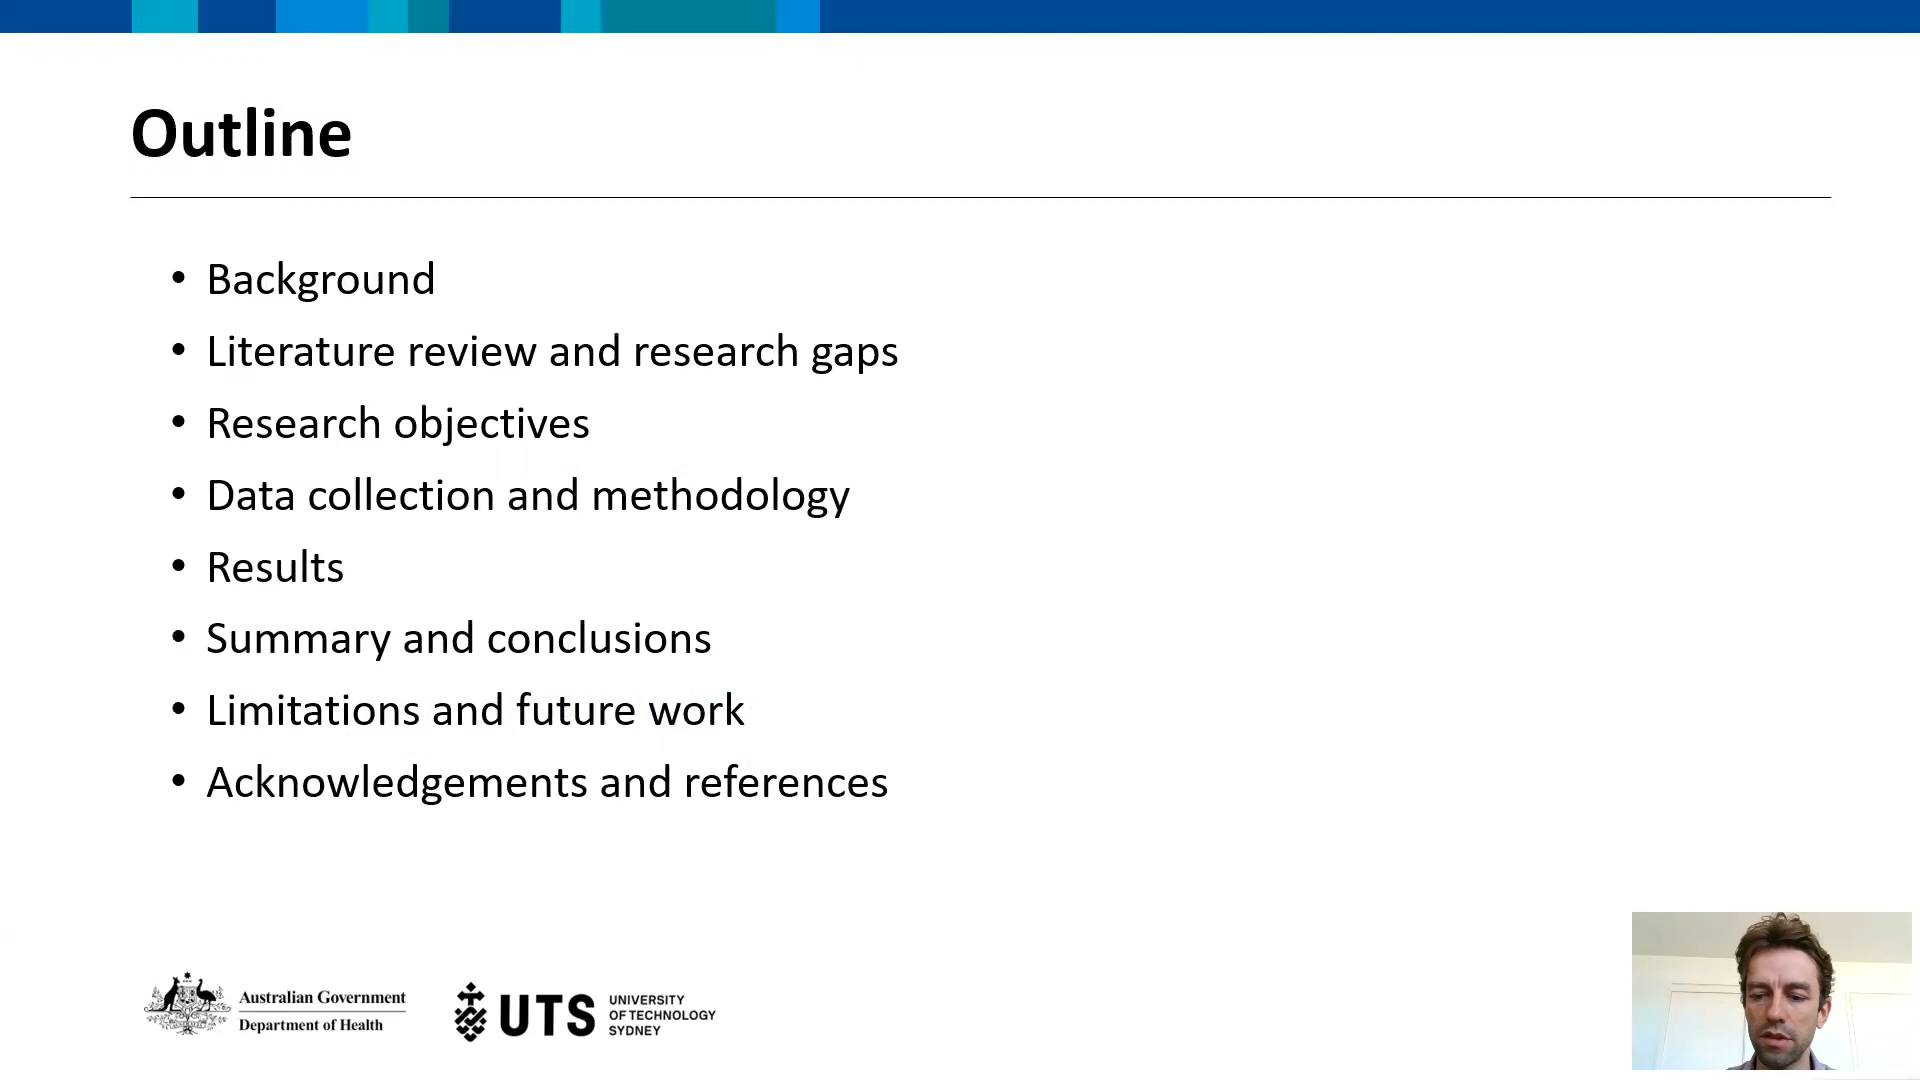 Outline
• Background
• Literature review and research gaps
• Research objectives
• Data collection and methodology
• Results
• Summary and conclusions
• Limitations and future work
• Acknowledgements and references
Australian Government
Department of Health
UTS
UNIVERSITY
OF TECHNOLOGY
SYDNEY